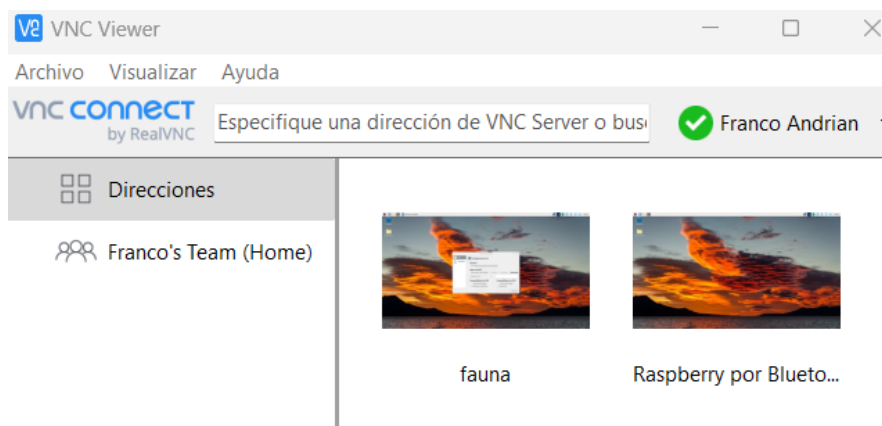 VNC Viewer
Archivo Visualizar Ayuda
vnc connect
by RealVNC
Especifique una dirección de VNC Server o bus
Franco Andrian
Direcciones
Franco's Team (Home)
fauna
Raspberry por Blueto...